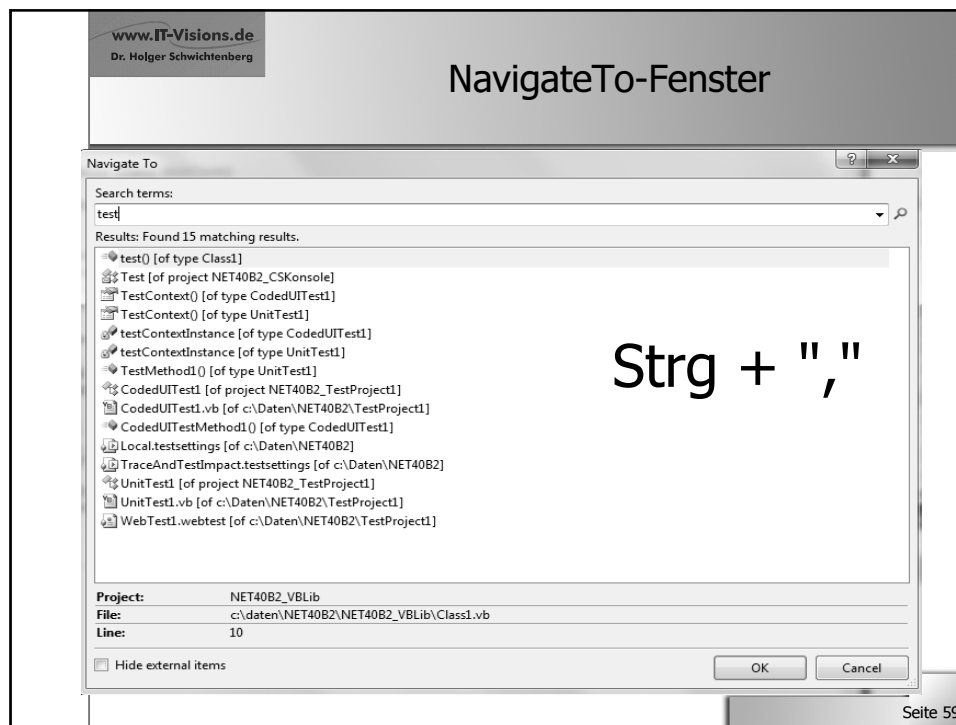 www.IT-Visions.de
Dr. Holger Schwichtenberg
NavigateTo-Fenster
Navigate To
Search terms:
test
Results: Found 15 matching results.
test() [of type Class1]
Test [of project NET40B2_CSKonsole]
TestContext() [of type CodedUITest1]
TestContext() [of type UnitTest1]
testContextInstance [of type CodedUITest1]
testContextInstance [of type UnitTest1]
TestMethod1() [of type UnitTest1]
CodedUITest1 [of project NET40B2_TestProject1]
CodedUITest1.vb [of c:\Daten\NET40B2\TestProject1]
CodedUITestMethod1() [of type CodedUITest1]
Local.testsettings [of c:\Daten\NET40B2]
TraceAndTestImpact.testsettings [of c:\Daten\NET40B2]
UnitTest1 [of project NET40B2_TestProject1]
UnitTest1.vb [of c:\Daten\NET40B2\TestProject1]
WebTest1.webtest [of c:\Daten\NET40B2\TestProject1]
Strg + ","
Project: NET40B2_VBLib
File: c:\daten\NET40B2\NET40B2_VBLib\Class1.vb
Line: 10
Hide external items
OK Cancel
Seite 59